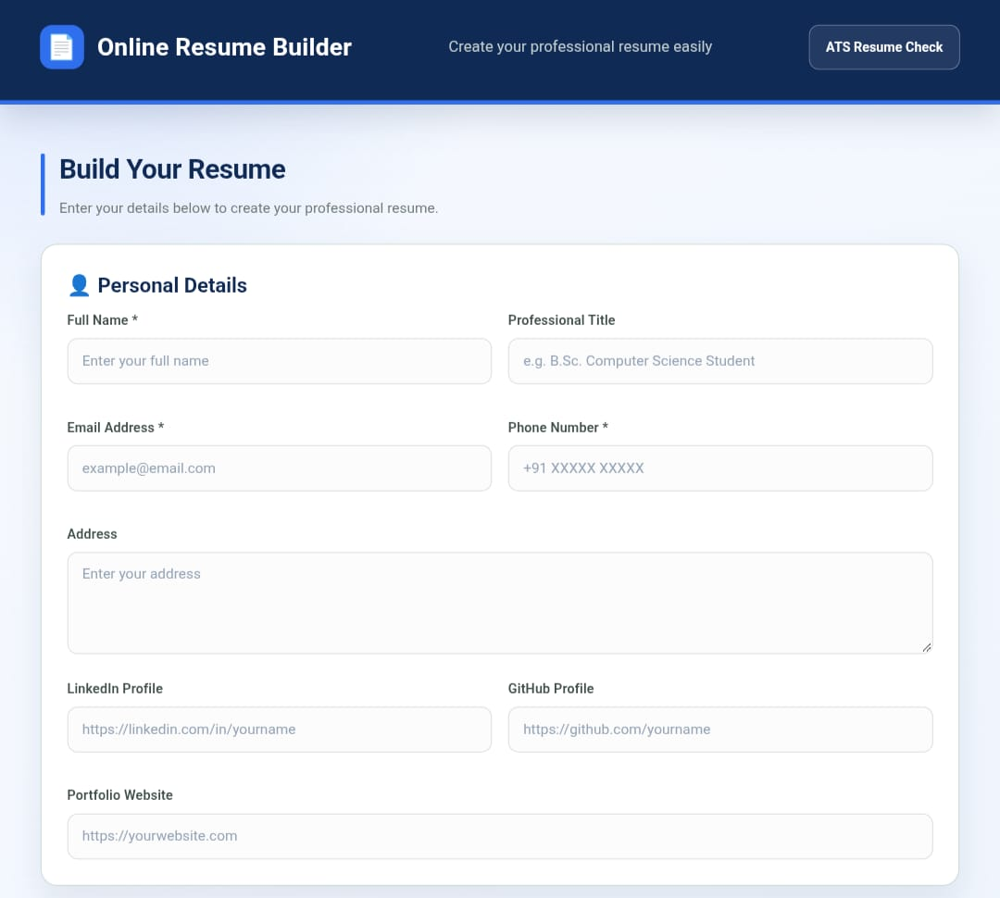 Online Resume Builder
Create your professional resume easily
ATS Resume Check
Build Your Resume
Enter your details below to create your professional resume.
Personal Details
Full Name *
Professional Title
Enter your full name
e.g. B.Sc. Computer Science Student
Email Address *
Phone Number *
example@email.com
+91 XXXXX XXXXX
Address
Enter your address
LinkedIn Profile
GitHub Profile
https://linkedin.com/in/yourname
https://github.com/yourname
Portfolio Website
https://yourwebsite.com